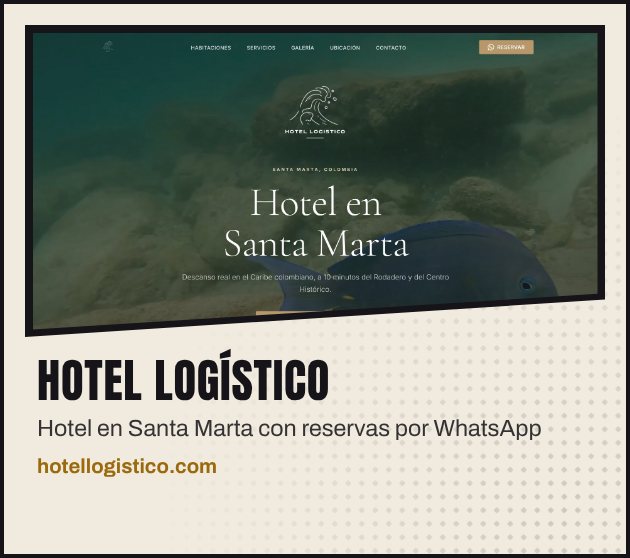 HABITACIONES SERVICIOS GALERÍA UBICACIÓN CONTACTO RESERVAR
HOTEL LOGISTICO
SANTA MARTA, COLOMBIA
Hotel en
Santa Marta
Descanso real en el Caribe colombiano, a 10 minutos del Rodadero y del Centro
Histórico.
HOTEL LOGÍSTICO
Hotel en Santa Marta con reservas por WhatsApp
hotellogistico.com